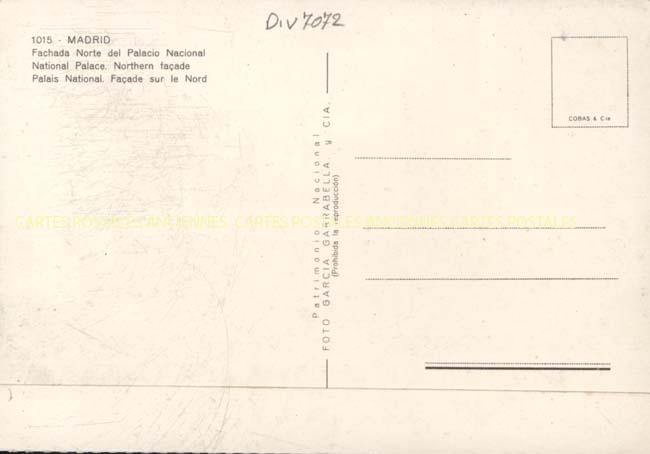 Div 7072
1015 - MADRID
Fachada Norte del Palacio Nacional
National Palace. Northern façade
Palais National. Façade sur le Nord
COBAS & Cia
Patrimonio Nacional
FOTO GARCIA GARRABELLA y CIA.
(Prohibida la reproducción)
CARTES POSTALES ANCIENNES CARTES POSTALES ANCIENNES CARTES POSTALES